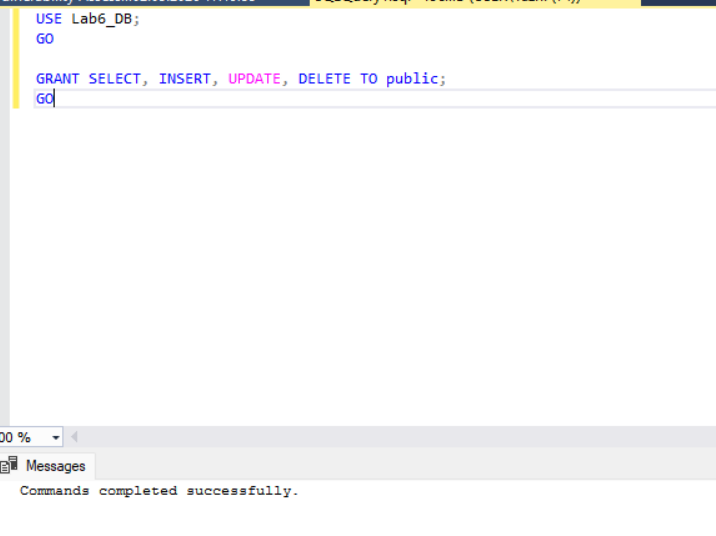 USE Lab6_DB;
GO
GRANT SELECT, INSERT, UPDATE, DELETE TO public;
GO
00 %
Messages
Commands completed successfully.